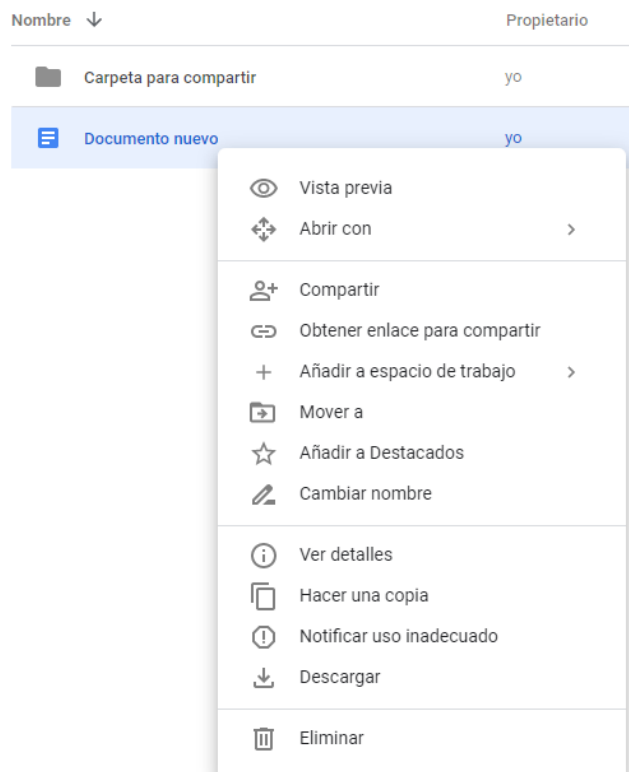 Nombre Propietario
Carpeta para compartir yo
Documento nuevo yo
Vista previa
Abrir con
Compartir
Obtener enlace para compartir
Añadir a espacio de trabajo
Mover a
Añadir a Destacados
Cambiar nombre
Ver detalles
Hacer una copia
Notificar uso inadecuado
Descargar
Eliminar